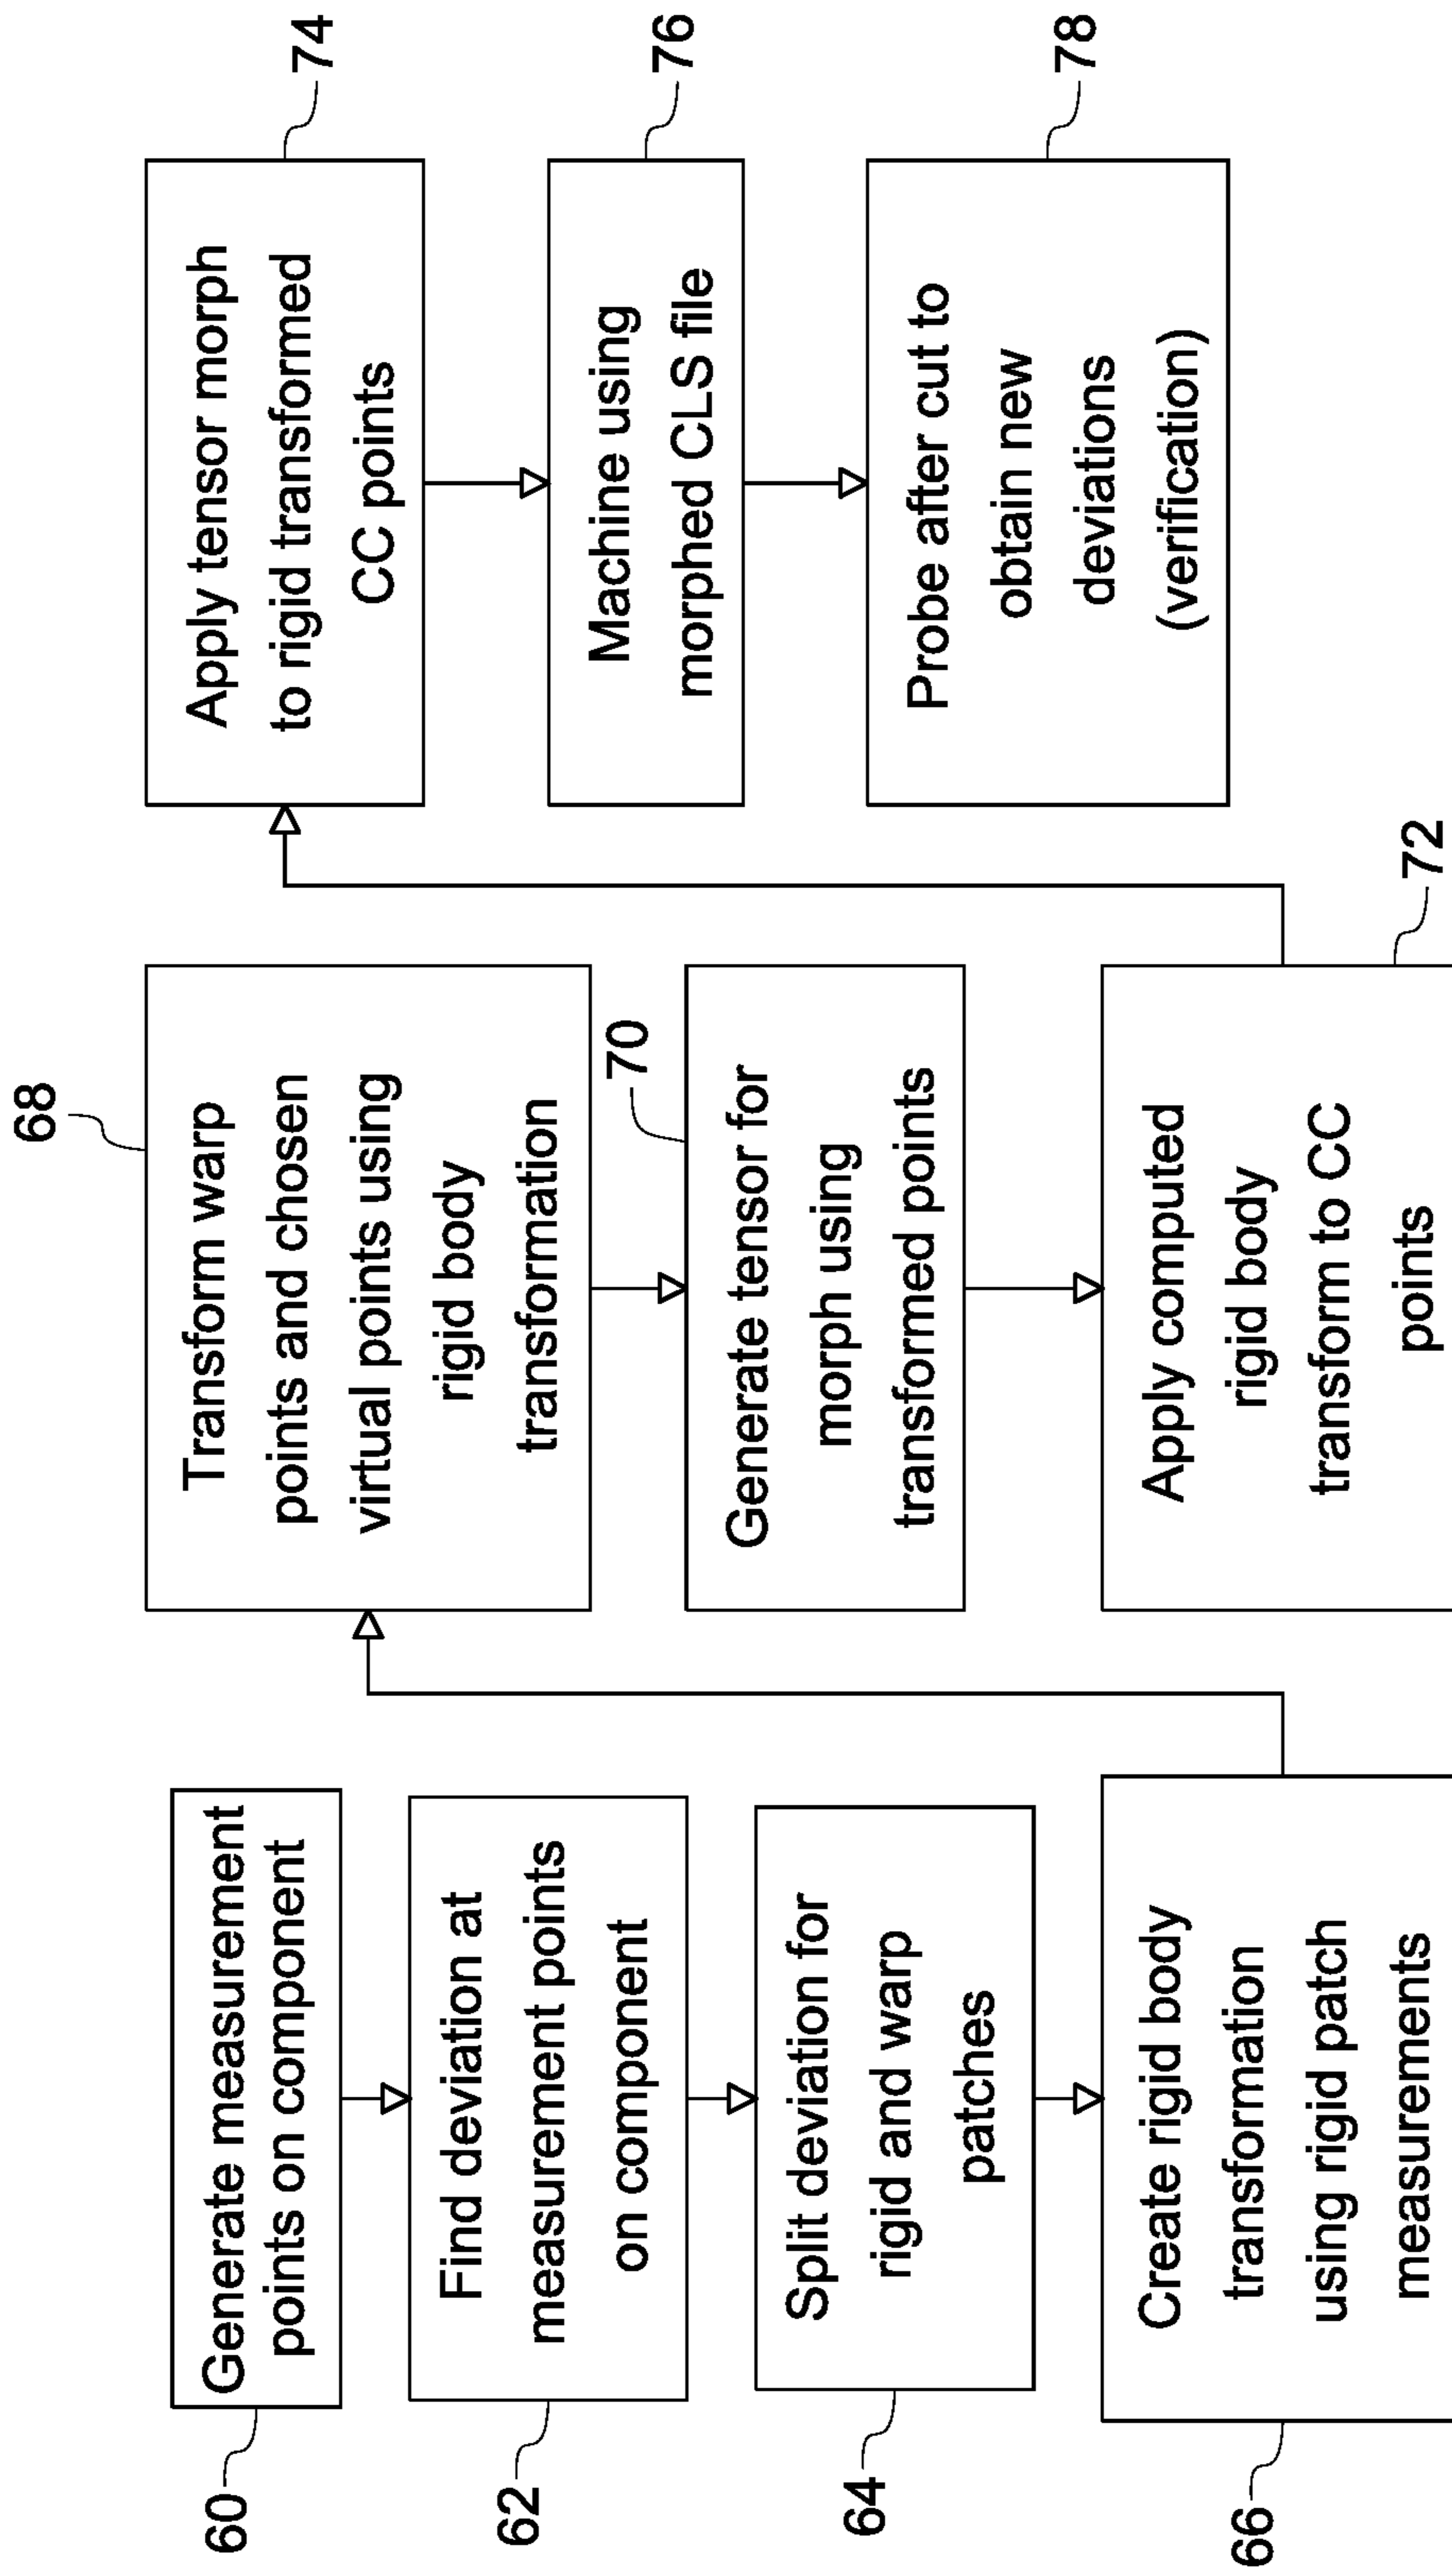 60
Generate measurement
points on component
62
Find deviation at
measurement points
on component
64
Split deviation for
rigid and warp
patches
66
Create rigid body
transformation
using rigid patch
measurements
68
Transform warp
points and chosen
virtual points using
rigid body
transformation
70
Generate tensor for
morph using
transformed points
72
Apply computed
rigid body
transform to CC
points
74
Apply tensor morph
to rigid transformed
CC points
76
Machine using
morphed CLS file
78
Probe after cut to
obtain new
deviations
(verification)